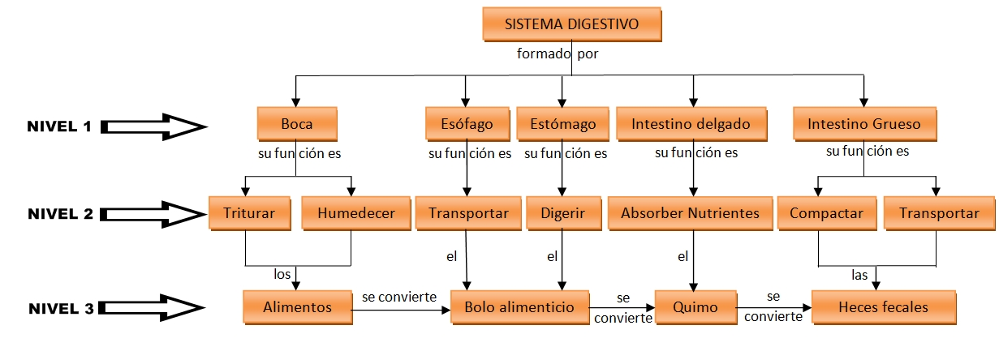 SISTEMA DIGESTIVO
formado por
NIVEL 1
Boca
Esófago
Estómago
Intestino delgado
Intestino Grueso
su función es
su función es
su función es
su función es
su función es
NIVEL 2
Triturar
Humedecer
Transportar
Digerir
Absorber Nutrientes
Compactar
Transportar
los
el
el
el
las
NIVEL 3
Alimentos
se convierte
Bolo alimenticio
se
convierte
Quimo
se
convierte
Heces fecales